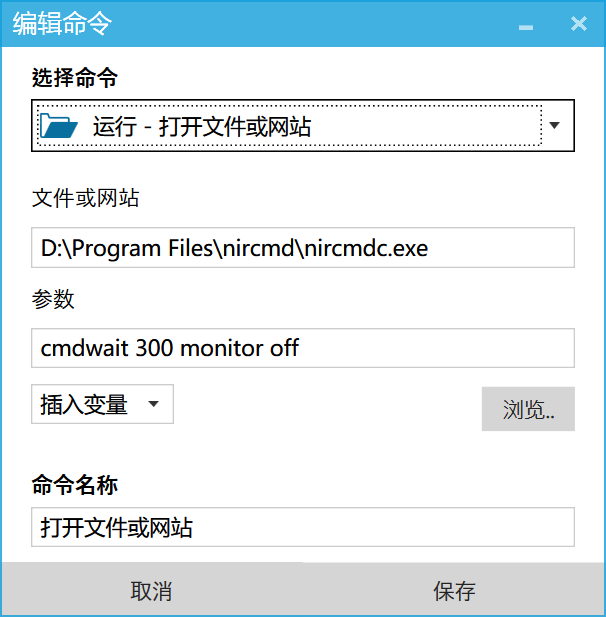 编辑命令
选择命令
运行 - 打开文件或网站
文件或网站
D:\Program Files\nircmd\nircmdc.exe
参数
cmdwait 300 monitor off
插入变量
浏览..
命令名称
打开文件或网站
取消
保存